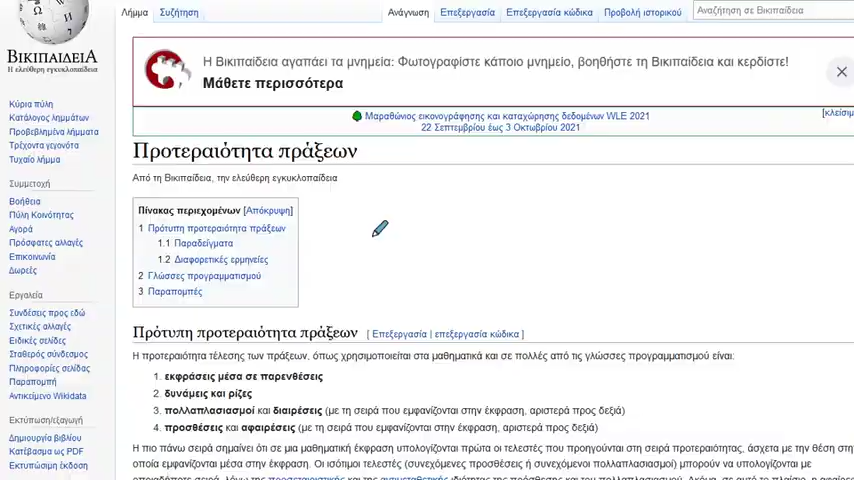 Λήμμα Συζήτηση Ανάγνωση Επεξεργασία Επεξεργασία κώδικα Προβολή ιστορικού Αναζήτηση σε Βικιπαίδεια
ΒΙΚΙΠΑΙΔΕΙΑ
Η ελεύθερη εγκυκλοπαίδεια
Η Βικιπαίδεια αγαπάει τα μνημεία: Φωτογραφίστε κάποιο μνημείο, βοηθήστε τη Βικιπαίδεια και κερδίστε!
Μάθετε περισσότερα
Μαραθώνιος εικονογράφησης και καταχώρησης δεδομένων WLE 2021
22 Σεπτεμβρίου έως 3 Οκτωβρίου 2021
Κύρια πύλη
Κατάλογος λημμάτων
Προβεβλημένα λήμματα
Τρέχοντα γεγονότα
Τυχαίο λήμμα
Συμμετοχή
Βοήθεια
Πύλη Κοινότητας
Αγορά
Πρόσφατες αλλαγές
Επικοινωνία
Δωρεές
Εργαλεία
Συνδέσεις προς εδώ
Σχετικές αλλαγές
Ειδικές σελίδες
Σταθερός σύνδεσμος
Πληροφορίες σελίδας
Παραπομπή
Αντικείμενο Wikidata
Εκτύπωση/εξαγωγή
Δημιουργία βιβλίου
Κατέβασμα ως PDF
Εκτυπώσιμη έκδοση
Προτεραιότητα πράξεων
Από τη Βικιπαίδεια, την ελεύθερη εγκυκλοπαίδεια
Πίνακας περιεχομένων [Απόκρυψη]
1 Πρότυπη προτεραιότητα πράξεων
1.1 Παραδείγματα
1.2 Διαφορετικές ερμηνείες
2 Γλώσσες προγραμματισμού
3 Παραπομπές
Πρότυπη προτεραιότητα πράξεων [ Επεξεργασία | επεξεργασία κώδικα ]
Η προτεραιότητα τέλεσης των πράξεων, όπως χρησιμοποιείται στα μαθηματικά και σε πολλές από τις γλώσσες προγραμματισμού είναι:
1. εκφράσεις μέσα σε παρενθέσεις
2. δυνάμεις και ρίζες
3. πολλαπλασιασμοί και διαιρέσεις (με τη σειρά που εμφανίζονται στην έκφραση, αριστερά προς δεξιά)
4. προσθέσεις και αφαιρέσεις (με τη σειρά που εμφανίζονται στην έκφραση, αριστερά προς δεξιά)
Η πιο πάνω σειρά σημαίνει ότι σε μια μαθηματική έκφραση υπολογίζονται πρώτα οι τελεστές που προηγούνται στη σειρά προτεραιότητας, άσχετα με την θέση στην
οποία εμφανίζονται μέσα στην έκφραση. Οι ισότιμοι τελεστές (συνεχόμενες προσθέσεις ή συνεχόμενοι πολλαπλασιασμοί) μπορούν να υπολογίζονται με